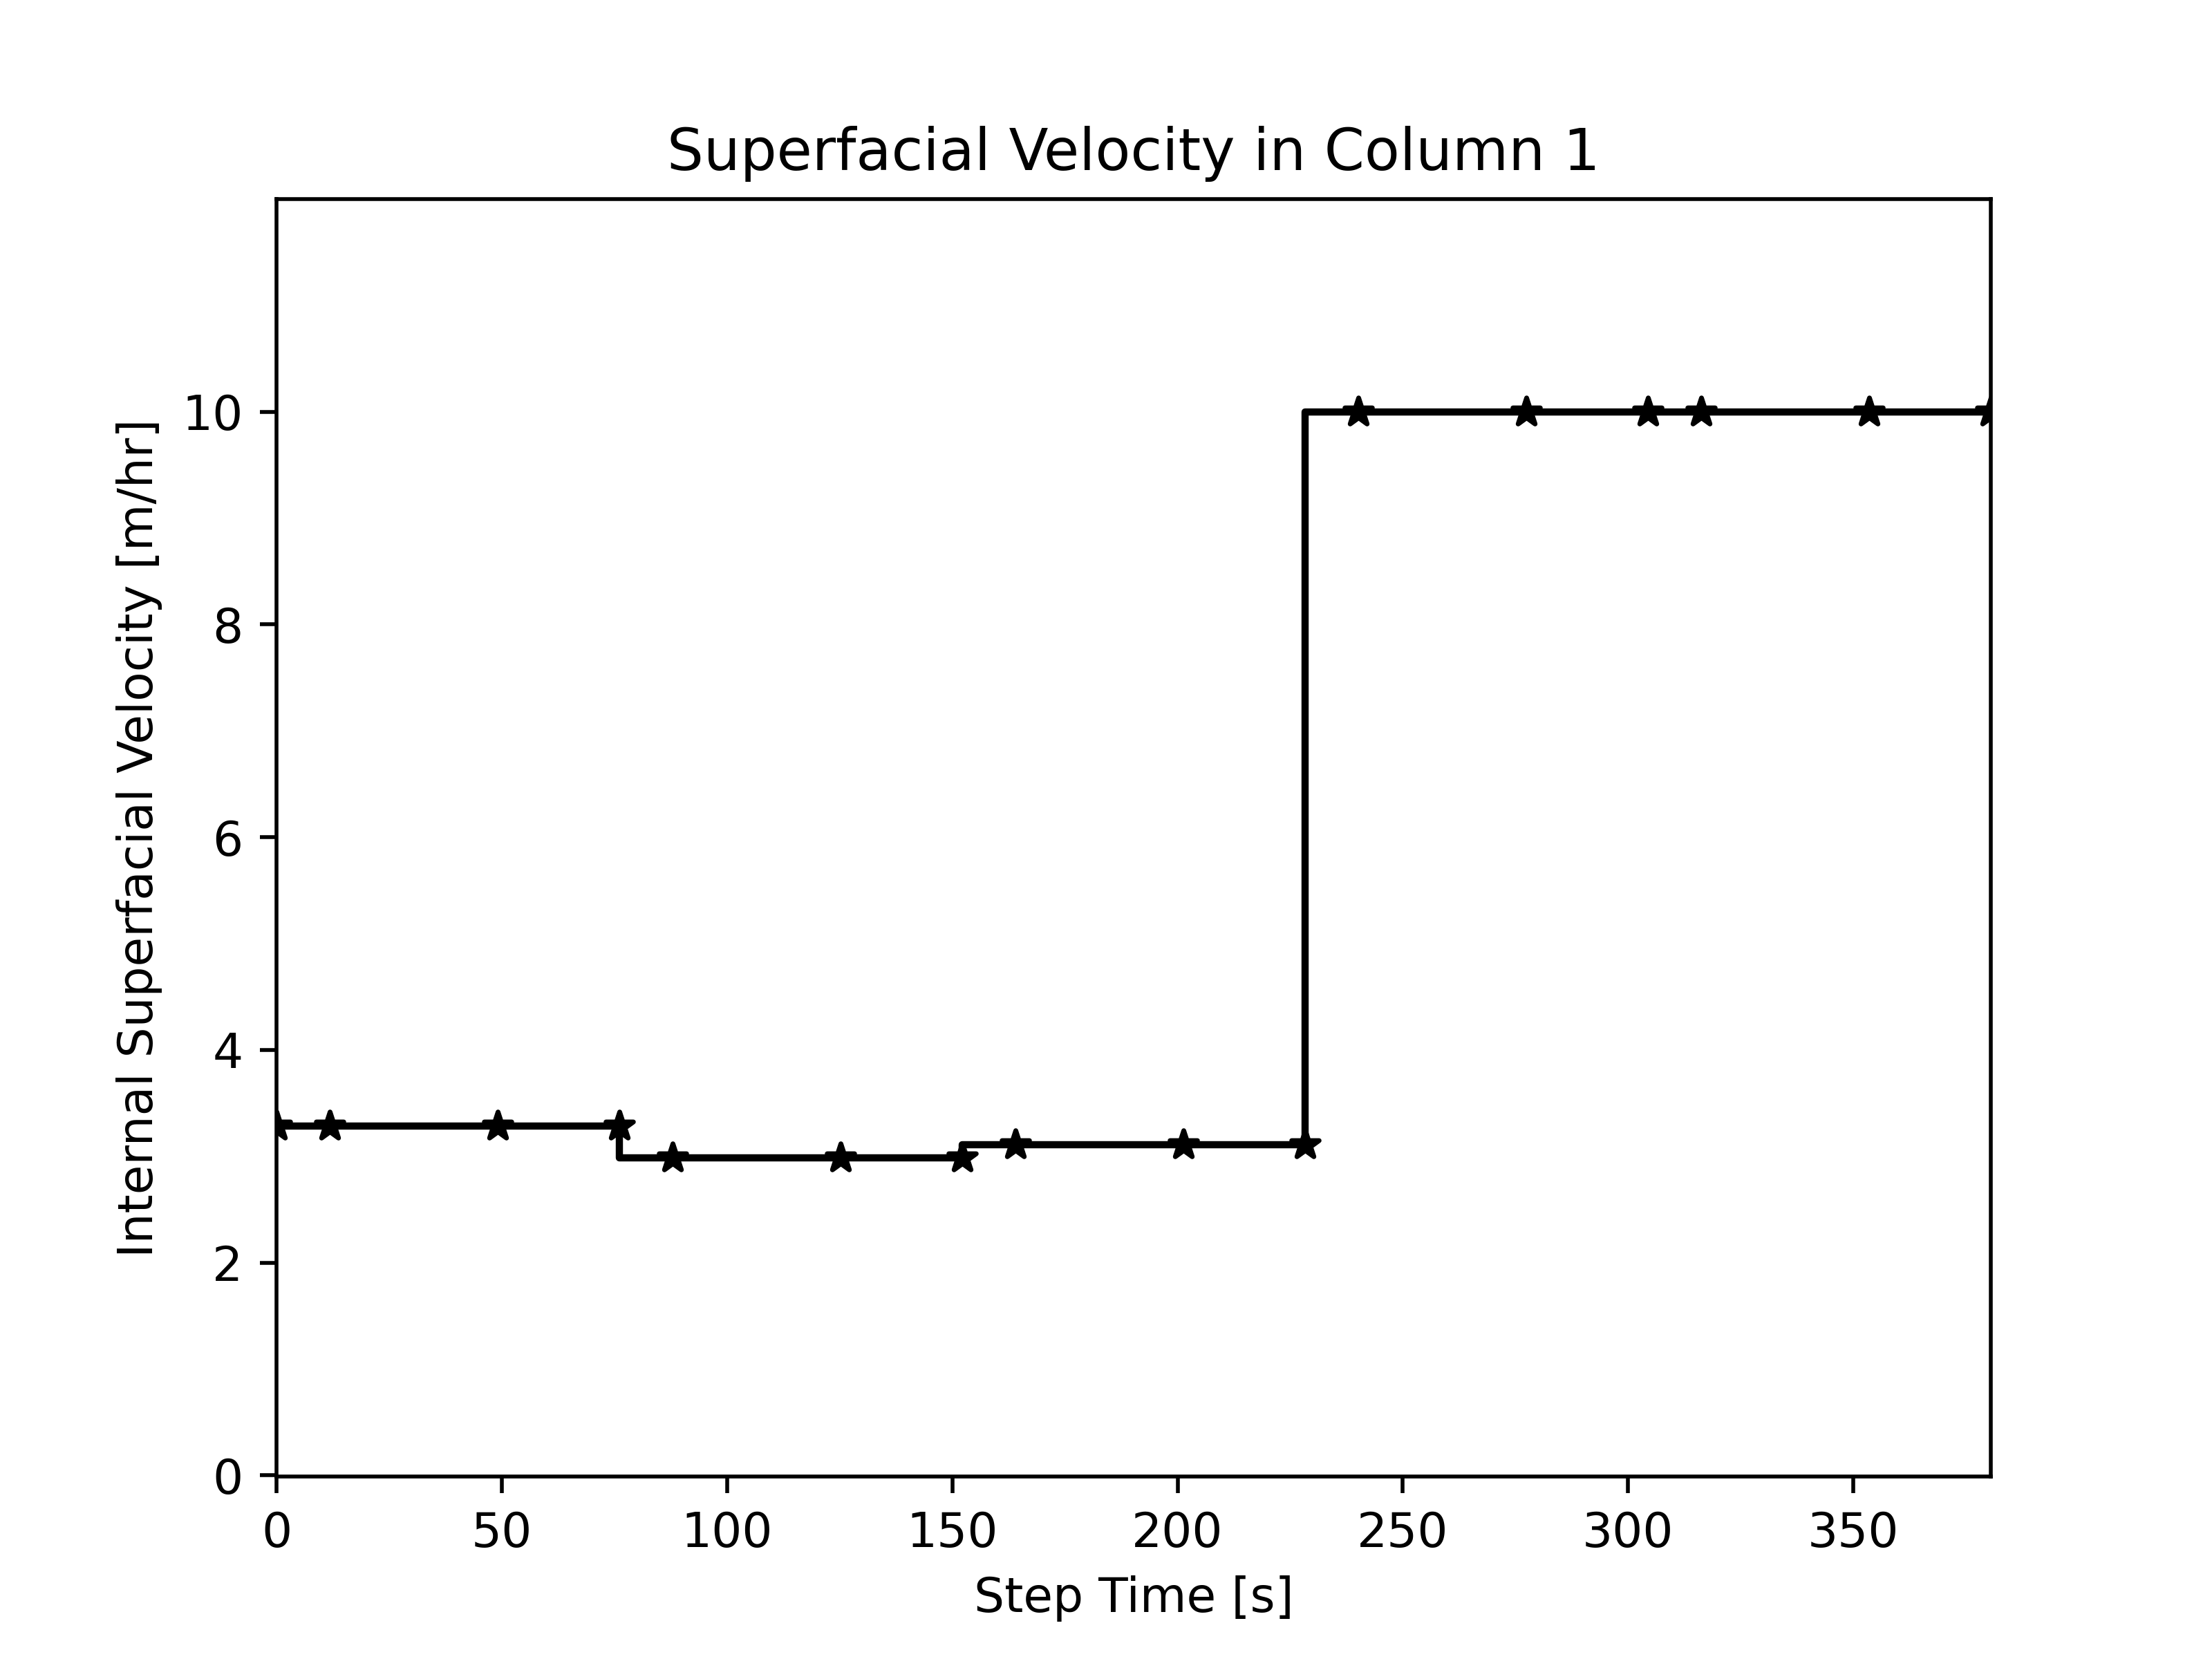 Superfacial Velocity in Column 1
Internal Superfacial Velocity [m/hr]
10
8
6
4
2
0
0 50 100 150 200 250 300 350
Step Time [s]